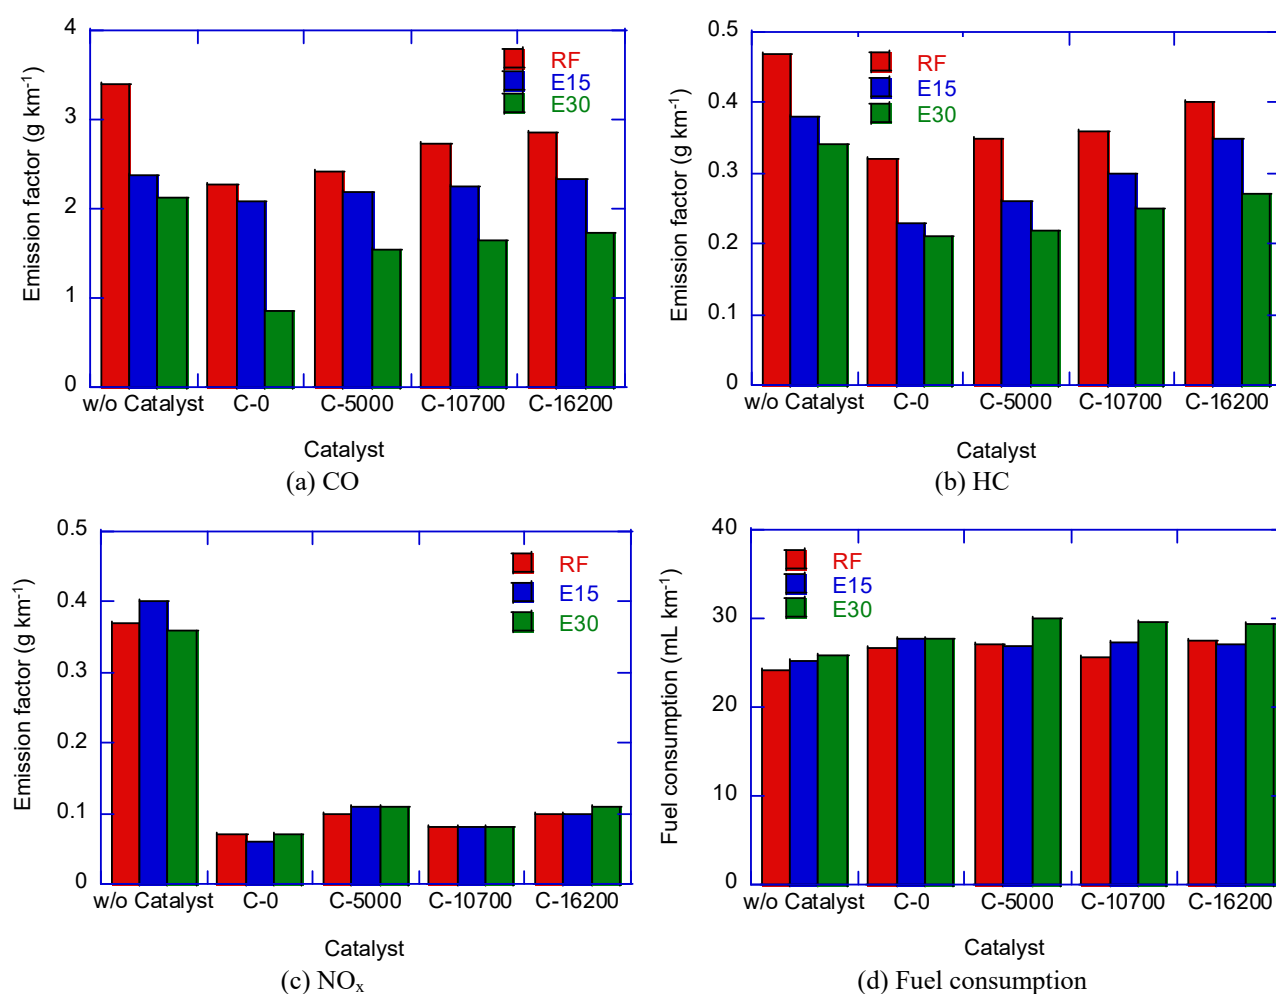 4
3
2
1
0
Emission factor (g km⁻¹)
RF
E15
E30
w/o Catalyst C-0 C-5000 C-10700 C-16200
Catalyst
(a) CO
0.5
0.4
0.3
0.2
0.1
0
Emission factor (g km⁻¹)
RF
E15
E30
w/o Catalyst C-0 C-5000 C-10700 C-16200
Catalyst
(b) HC
0.5
0.4
0.3
0.2
0.1
0
Emission factor (g km⁻¹)
RF
E15
E30
w/o Catalyst C-0 C-5000 C-10700 C-16200
Catalyst
(c) NOₓ
40
30
20
10
0
Fuel consumption (mL km⁻¹)
RF
E15
E30
w/o Catalyst C-0 C-5000 C-10700 C-16200
Catalyst
(d) Fuel consumption